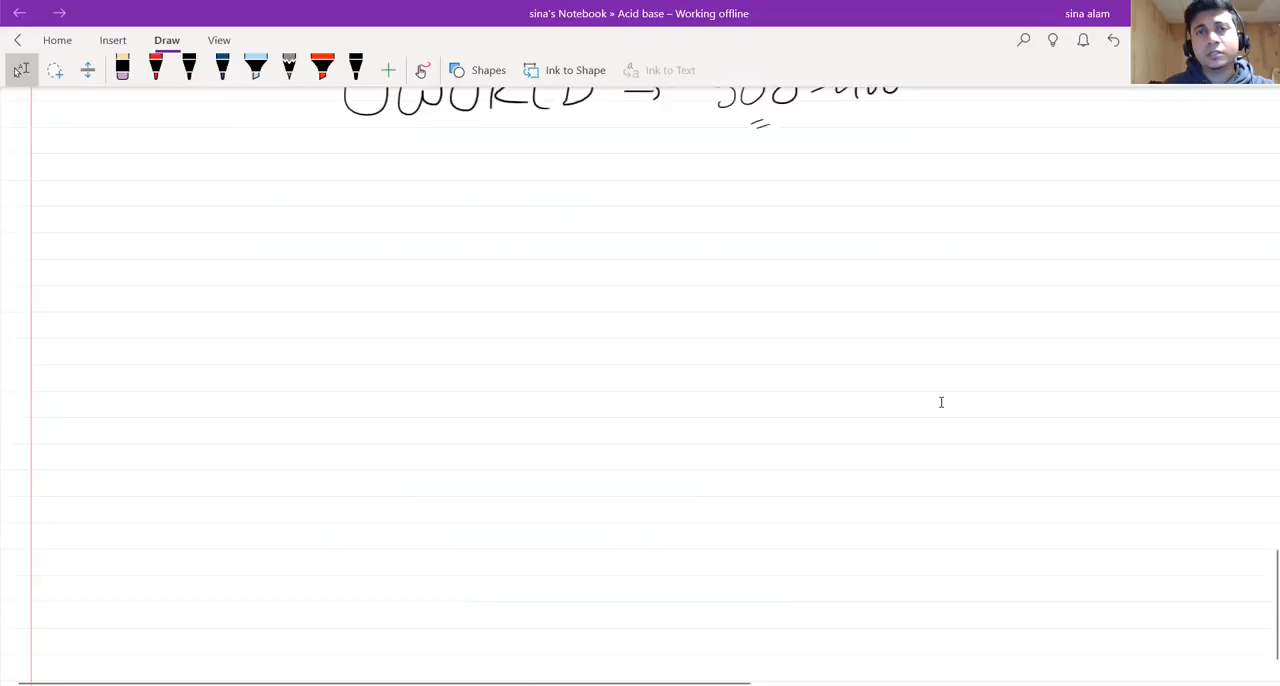 sina's Notebook » Acid base – Working offline
sina alam
Home Insert Draw View
Shapes Ink to Shape Ink to Text
UWORLD →